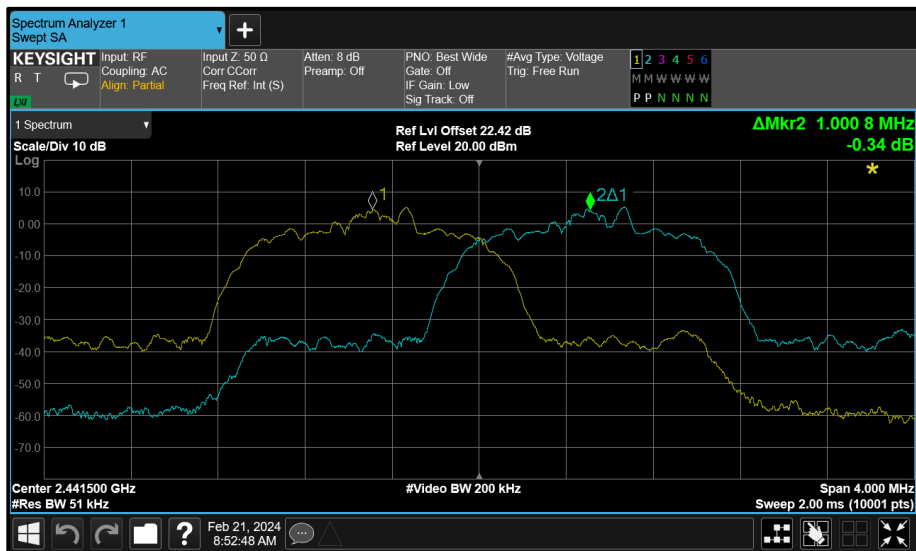 Spectrum Analyzer 1
Swept SA
KEYSIGHT
R T
LXI
Input: RF
Coupling: AC
Align: Partial
Input Z: 50 Ω
Corr CCorr
Freq Ref: Int (S)
Atten: 8 dB
Preamp: Off
PNO: Best Wide
Gate: Off
IF Gain: Low
Sig Track: Off
#Avg Type: Voltage
Trig: Free Run
1 2 3 4 5 6
M M W W W W
P P N N N N
1 Spectrum
Scale/Div 10 dB
Ref Lvl Offset 22.42 dB
Ref Level 20.00 dBm
ΔMkr2 1.000 8 MHz
-0.34 dB
Log
*
10.0
0.00
-10.0
-20.0
-30.0
-40.0
-50.0
-60.0
-70.0
1
2Δ1
Center 2.441500 GHz
#Res BW 51 kHz
#Video BW 200 kHz
Span 4.000 MHz
Sweep 2.00 ms (10001 pts)
?
Feb 21, 2024
8:52:48 AM